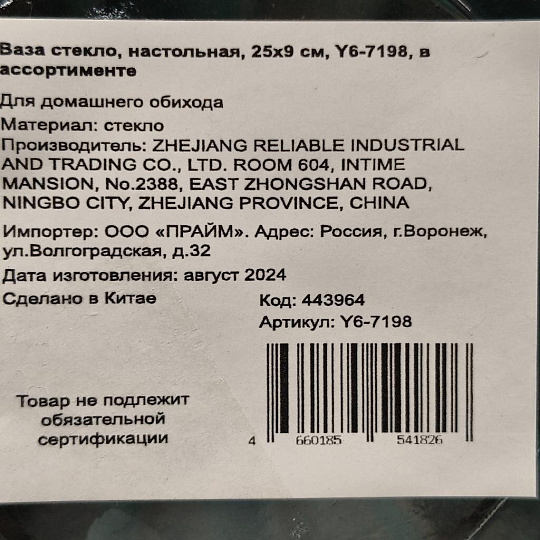 Ваза стекло, настольная, 25х9 см, Y6-7198, в
ассортименте
Для домашнего обихода
Материал: стекло
Производитель: ZHEJIANG RELIABLE INDUSTRIAL
AND TRADING CO., LTD. ROOM 604, INTIME
MANSION, No.2388, EAST ZHONGSHAN ROAD,
NINGBO CITY, ZHEJIANG PROVINCE, CHINA
Импортер: ООО «ПРАЙМ». Адрес: Россия, г.Воронеж,
ул.Волгоградская, д.32
Дата изготовления: август 2024
Сделано в Китае
Код: 443964
Артикул: Y6-7198
Товар не подлежит
обязательной
сертификации
4 660185 541826